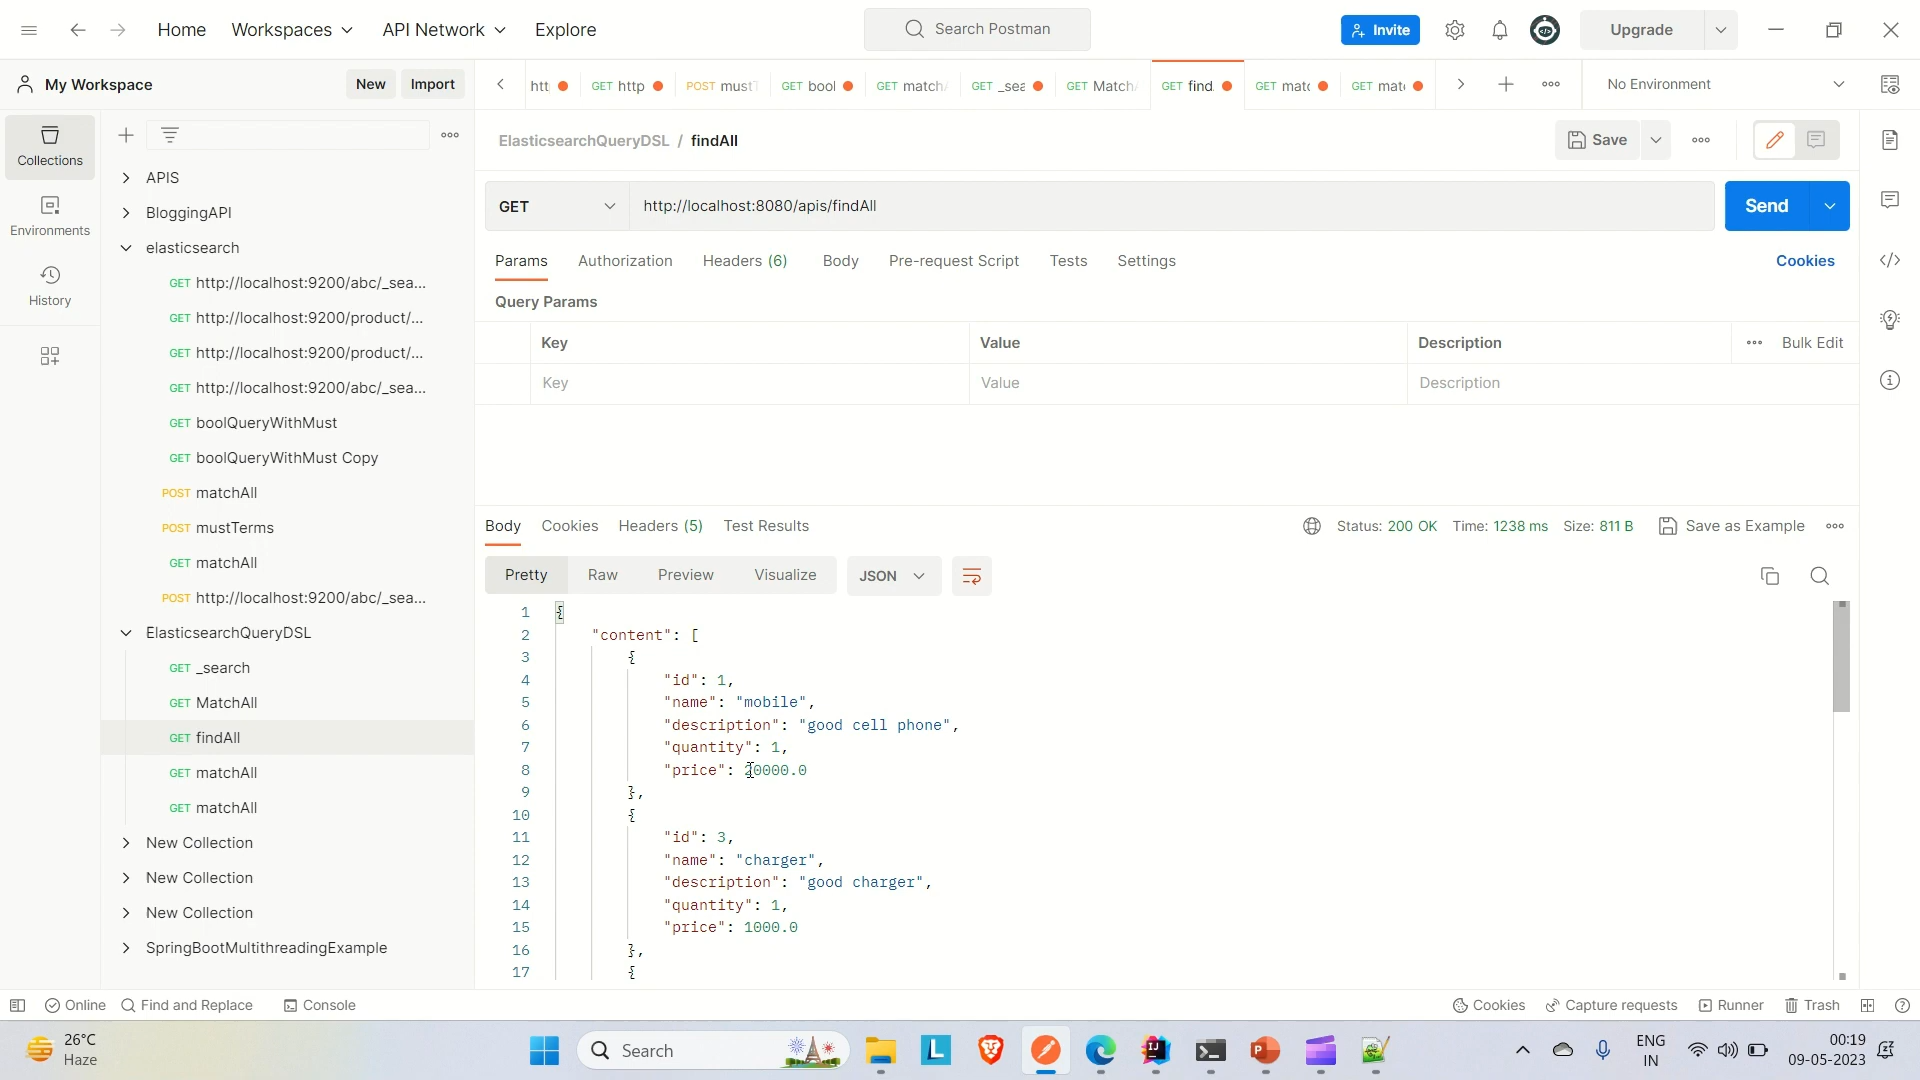 Home
Workspaces
API Network
Explore
Search Postman
Invite
Upgrade
My Workspace
New
Import
htt
GET http
POST must
GET bool
GET match
GET _sea
GET Match
GET find.
GET matc
GET mat
No Environment
Collections
Environments
History
APIS
BloggingAPI
elasticsearch
GET http://localhost:9200/abc/_sea...
GET http://localhost:9200/product/...
GET http://localhost:9200/product/...
GET http://localhost:9200/abc/_sea...
GET boolQueryWithMust
GET boolQueryWithMust Copy
POST matchAll
POST mustTerms
GET matchAll
POST http://localhost:9200/abc/_sea...
ElasticsearchQueryDSL
GET _search
GET MatchAll
GET findAll
GET matchAll
GET matchAll
New Collection
New Collection
New Collection
SpringBootMultithreadingExample
ElasticsearchQueryDSL / findAll
Save
GET
http://localhost:8080/apis/findAll
Send
Params
Authorization
Headers (6)
Body
Pre-request Script
Tests
Settings
Cookies
Query Params
Key
Value
Description
Bulk Edit
Key
Value
Description
Body
Cookies
Headers (5)
Test Results
Status: 200 OK
Time: 1238 ms
Size: 811 B
Save as Example
Pretty
Raw
Preview
Visualize
JSON
1 {
2 "content": [
3 {
4 "id": 1,
5 "name": "mobile",
6 "description": "good cell phone",
7 "quantity": 1,
8 "price": 20000.0
9 },
10 {
11 "id": 3,
12 "name": "charger",
13 "description": "good charger",
14 "quantity": 1,
15 "price": 1000.0
16 },
17 {
Online
Find and Replace
Console
Cookies
Capture requests
Runner
Trash
26°C
Haze
Search
ENG
IN
00:19
09-05-2023